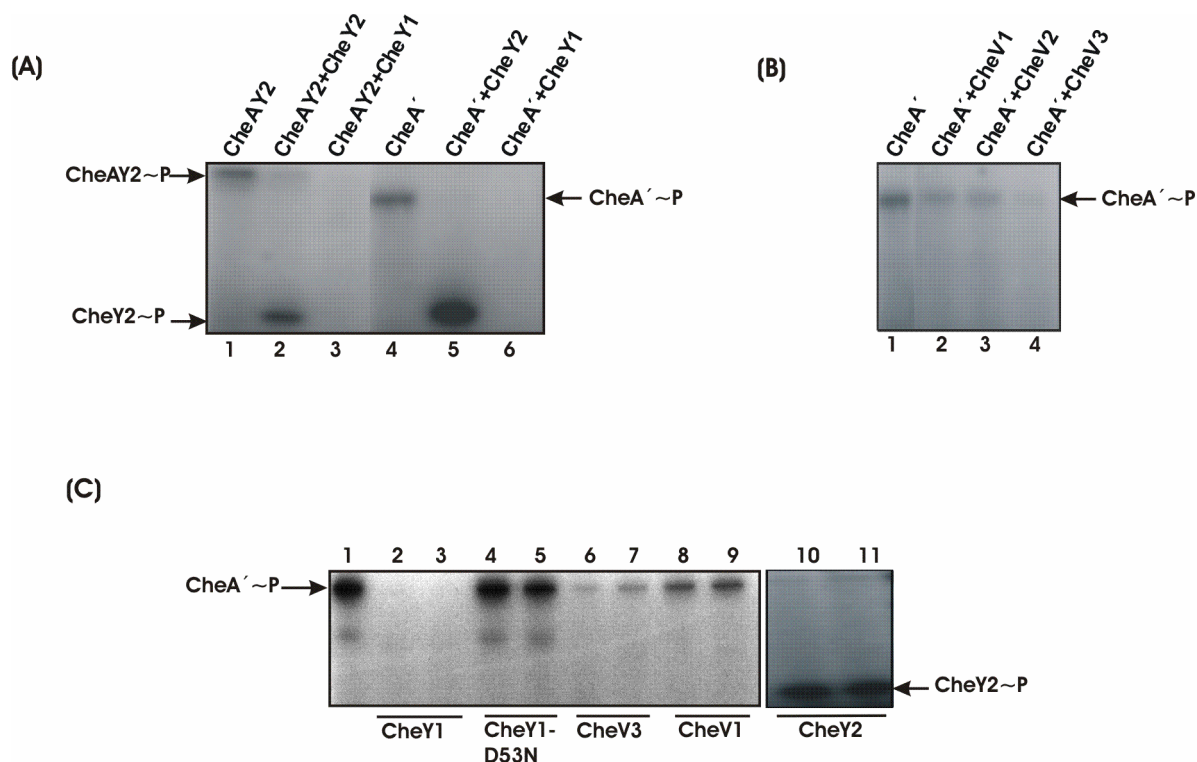 (A)
CheAY2
CheAY2+CheY2
CheAY2+CheY1
CheA´
CheA´+CheY2
CheA´+CheY1
CheAY2~P
CheA´~P
CheY2~P
1 2 3 4 5 6
(B)
CheA´
CheA´+CheV1
CheA´+CheV2
CheA´+CheV3
CheA´~P
1 2 3 4
(C)
1 2 3 4 5 6 7 8 9 10 11
CheA´~P
CheY2~P
CheY1 CheY1- CheV3 CheV1 CheY2
D53N